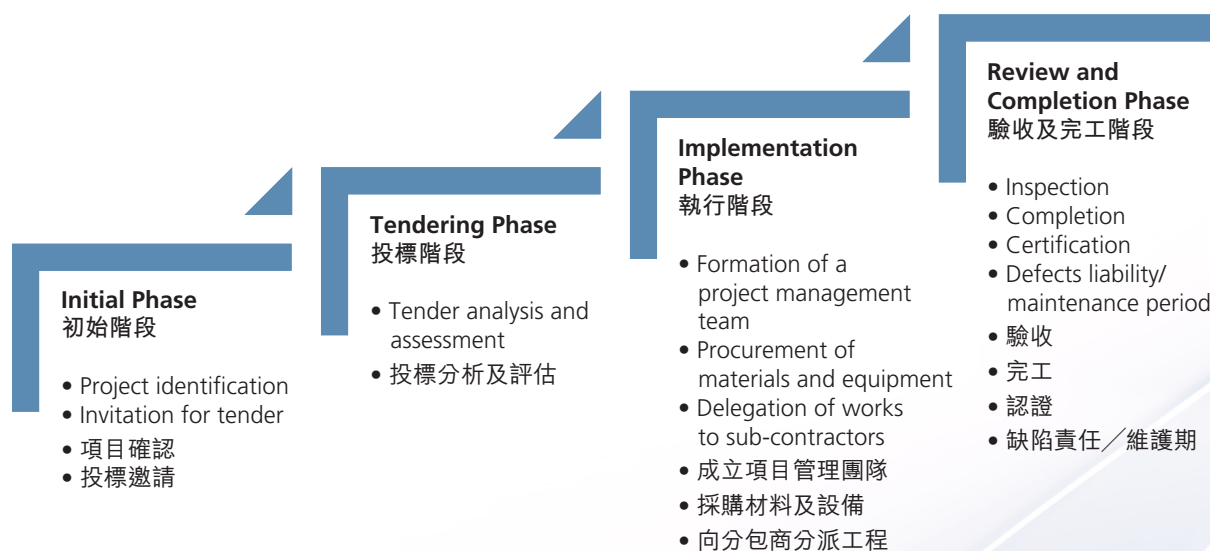 Initial Phase
初始階段
• Project identification
• Invitation for tender
• 項目確認
• 投標邀請
Tendering Phase
投標階段
• Tender analysis and
assessment
• 投標分析及評估
Implementation
Phase
執行階段
• Formation of a
project management
team
• Procurement of
materials and equipment
• Delegation of works
to sub-contractors
• 成立項目管理團隊
• 採購材料及設備
• 向分包商分派工程
Review and
Completion Phase
驗收及完工階段
• Inspection
• Completion
• Certification
• Defects liability/
maintenance period
• 驗收
• 完工
• 認證
• 缺陷責任／維護期